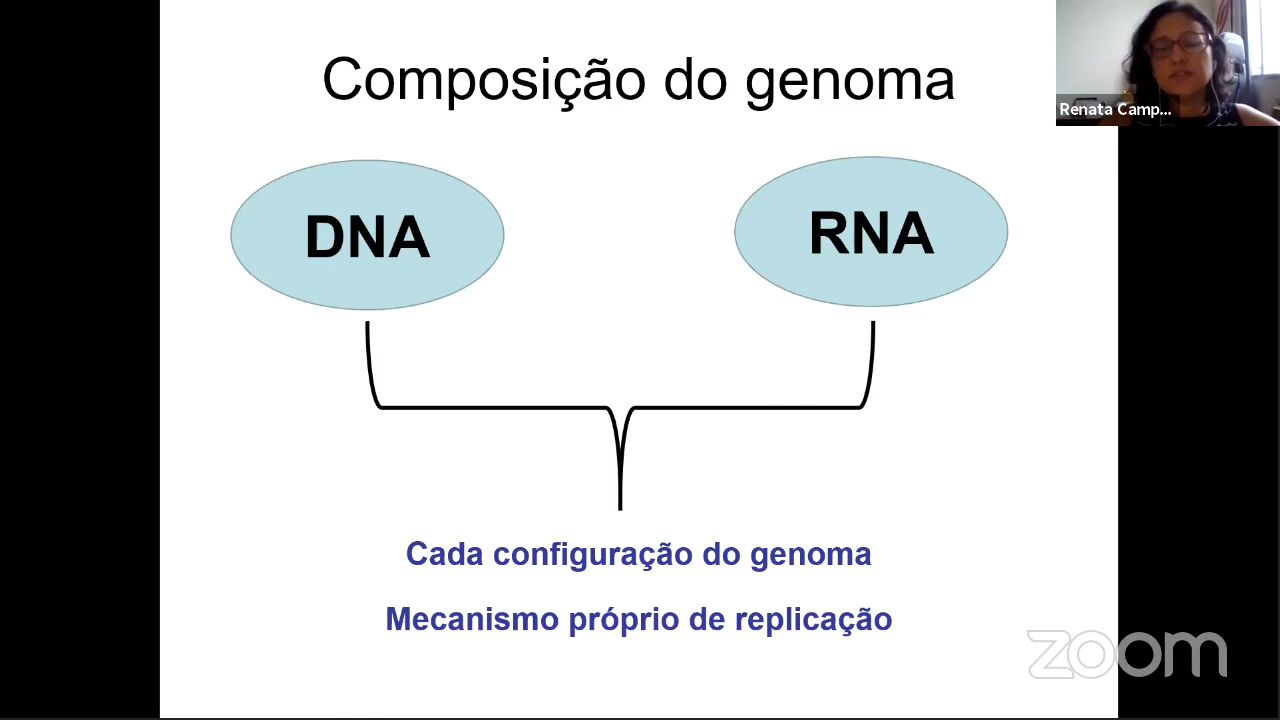 Composição do genoma
Renata Camp...
DNA
RNA
Cada configuração do genoma
Mecanismo próprio de replicação
zoom